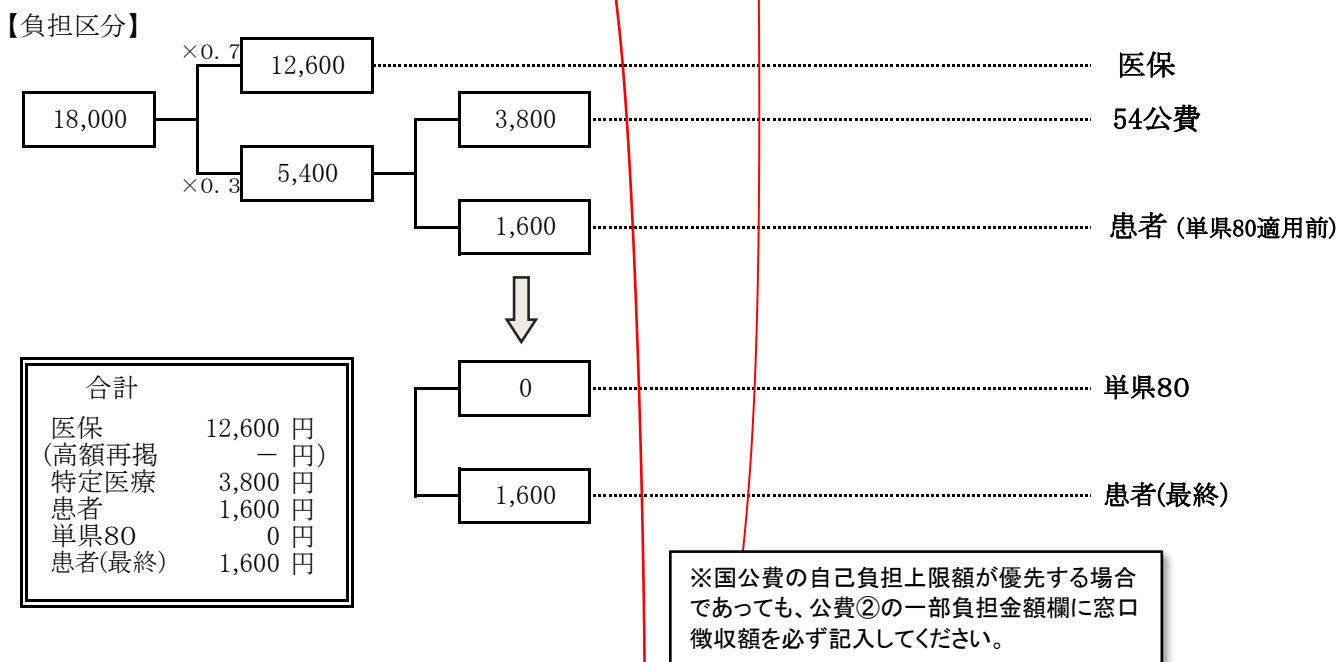 【負担区分】
×0.7
12,600
医保
18,000
3,800
54公費
×0.3
5,400
1,600
患者 (単県80適用前)
0
単県80
1,600
患者(最終)
合計
医保 12,600 円
(高額再掲 － 円)
特定医療 3,800 円
患者 1,600 円
単県80 0 円
患者(最終) 1,600 円
※国公費の自己負担上限額が優先する場合
であっても、公費②の一部負担金額欄に窓口
徴収額を必ず記入してください。